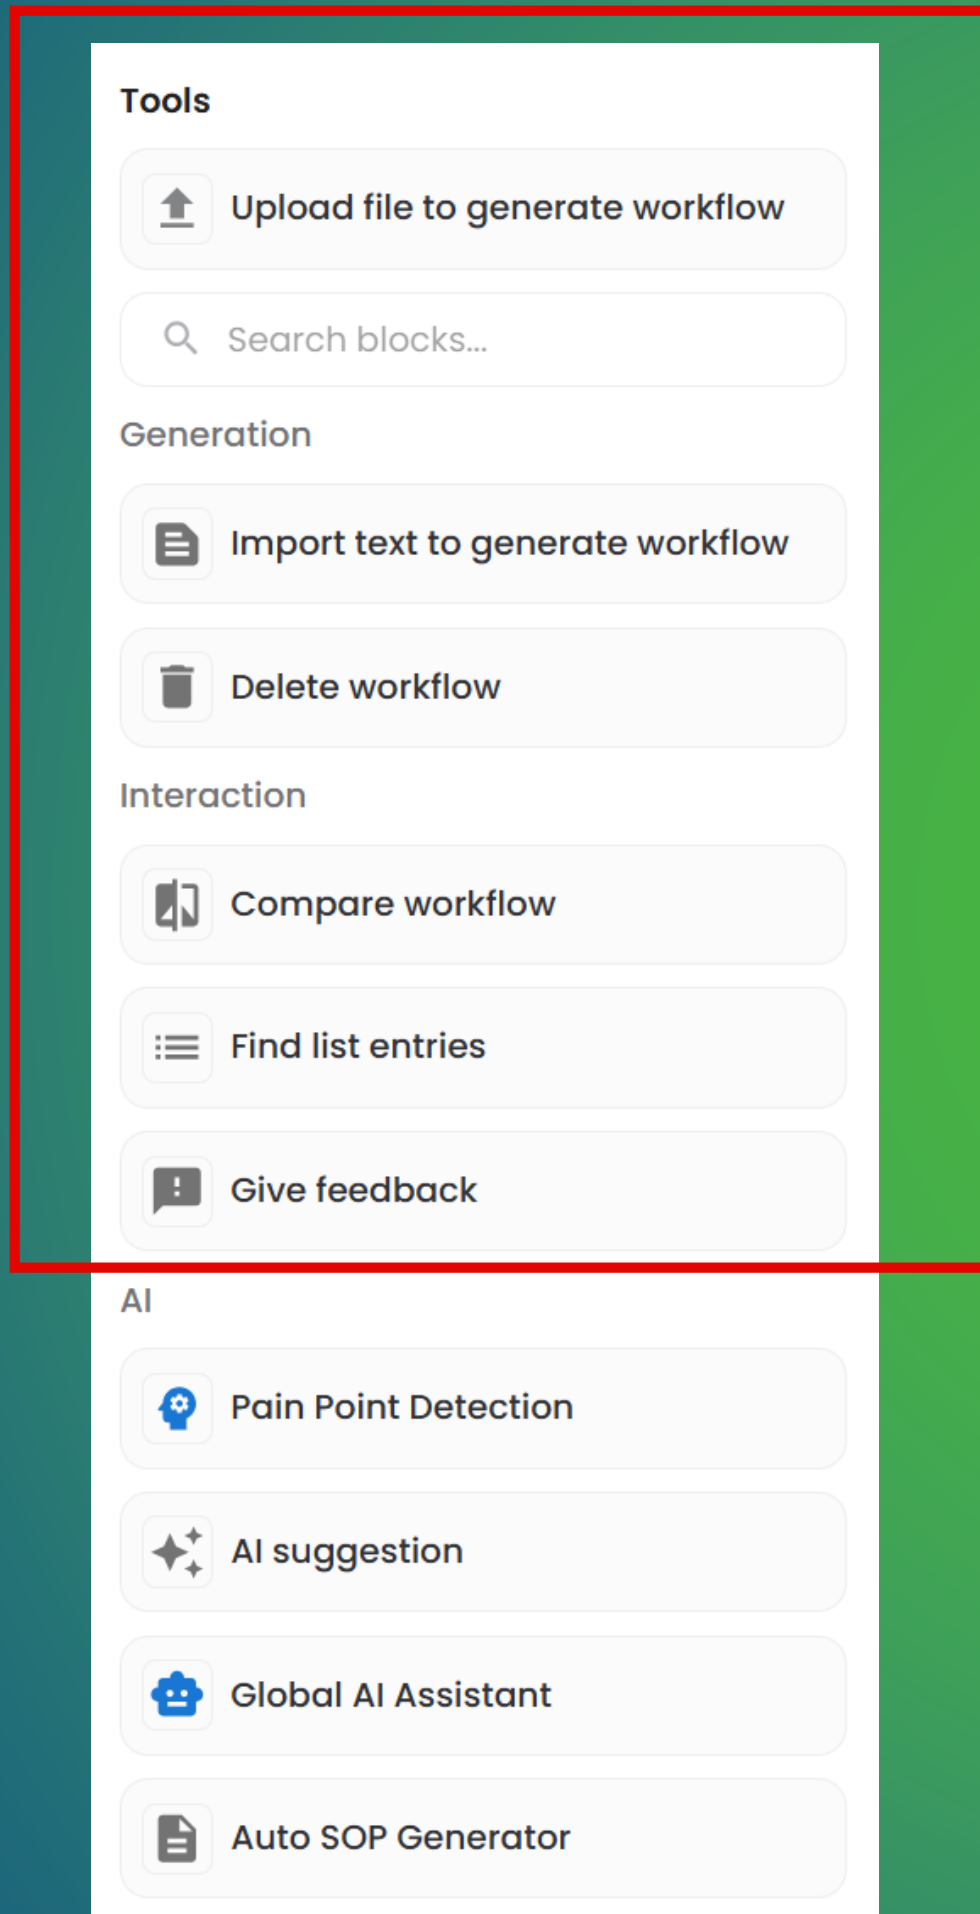 Tools
Upload file to generate workflow
Search blocks...
Generation
Import text to generate workflow
Delete workflow
Interaction
Compare workflow
Find list entries
Give feedback
AI
Pain Point Detection
AI suggestion
Global AI Assistant
Auto SOP Generator